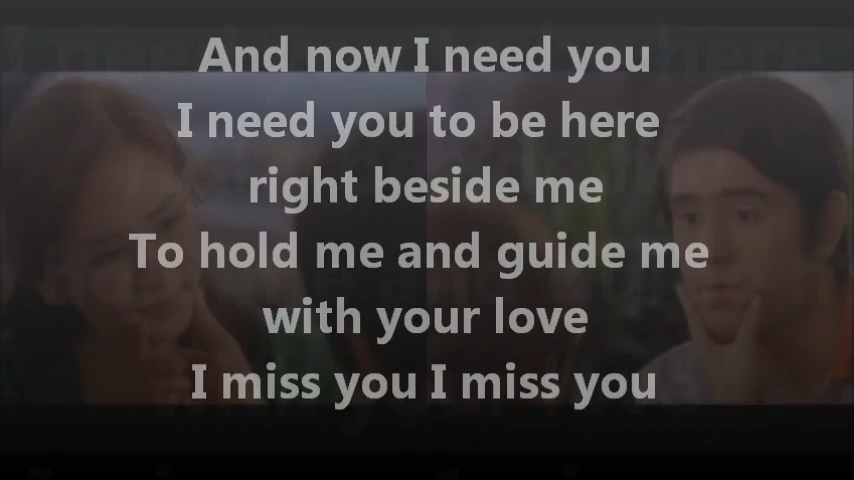 And now I need you
I need you to be here
right beside me
To hold me and guide me
with your love
I miss you I miss you